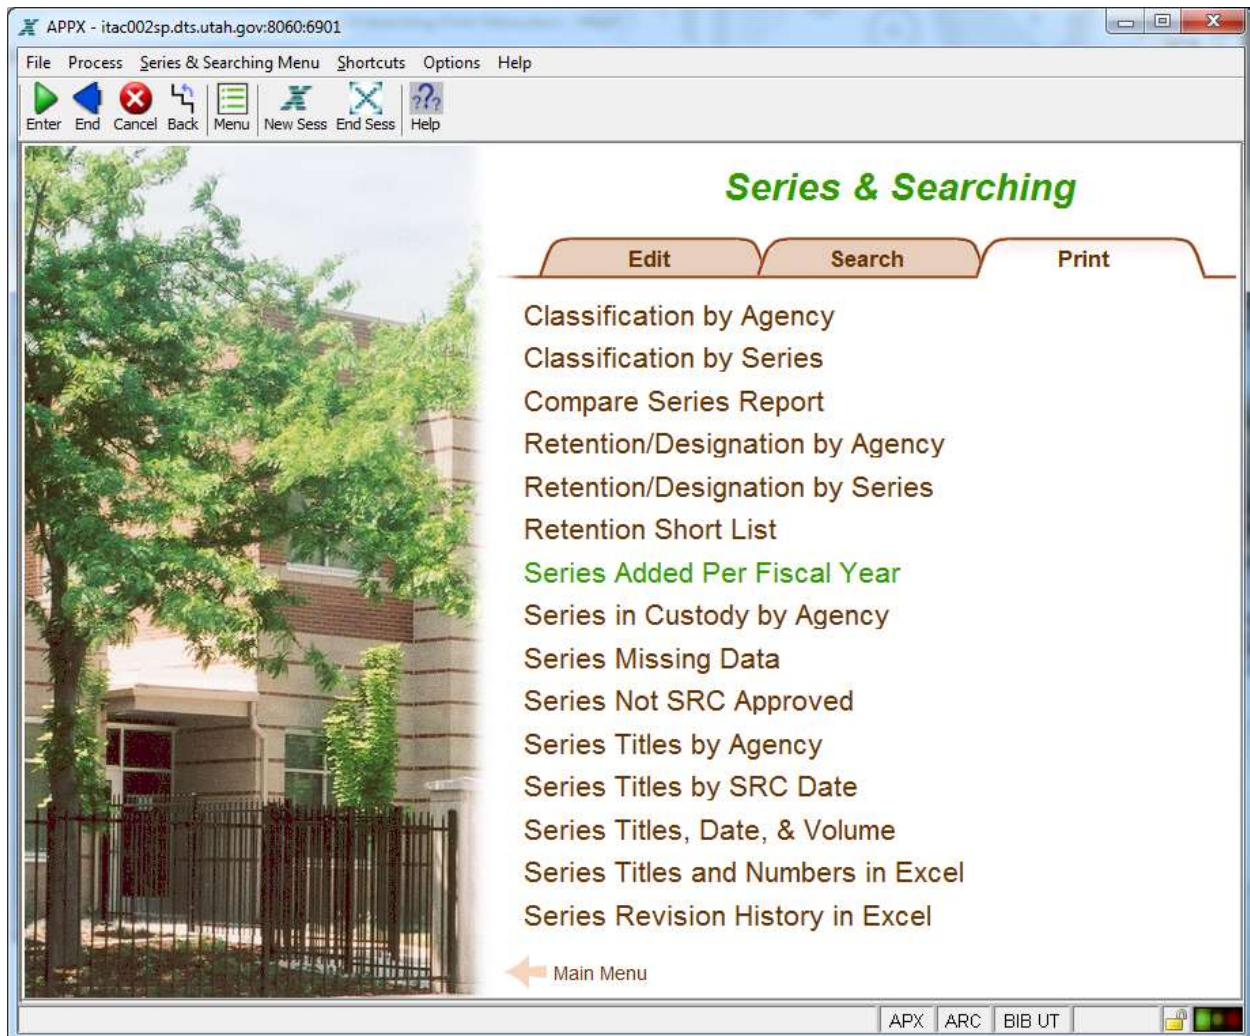 APPX - itac002sp.dts.utah.gov:8060:6901
File Process Series & Searching Menu Shortcuts Options Help
Enter End Cancel Back Menu New Sess End Sess Help
Series & Searching
Edit Search Print
Classification by Agency
Classification by Series
Compare Series Report
Retention/Designation by Agency
Retention/Designation by Series
Retention Short List
Series Added Per Fiscal Year
Series in Custody by Agency
Series Missing Data
Series Not SRC Approved
Series Titles by Agency
Series Titles by SRC Date
Series Titles, Date, & Volume
Series Titles and Numbers in Excel
Series Revision History in Excel
Main Menu
APX ARC BIB UT